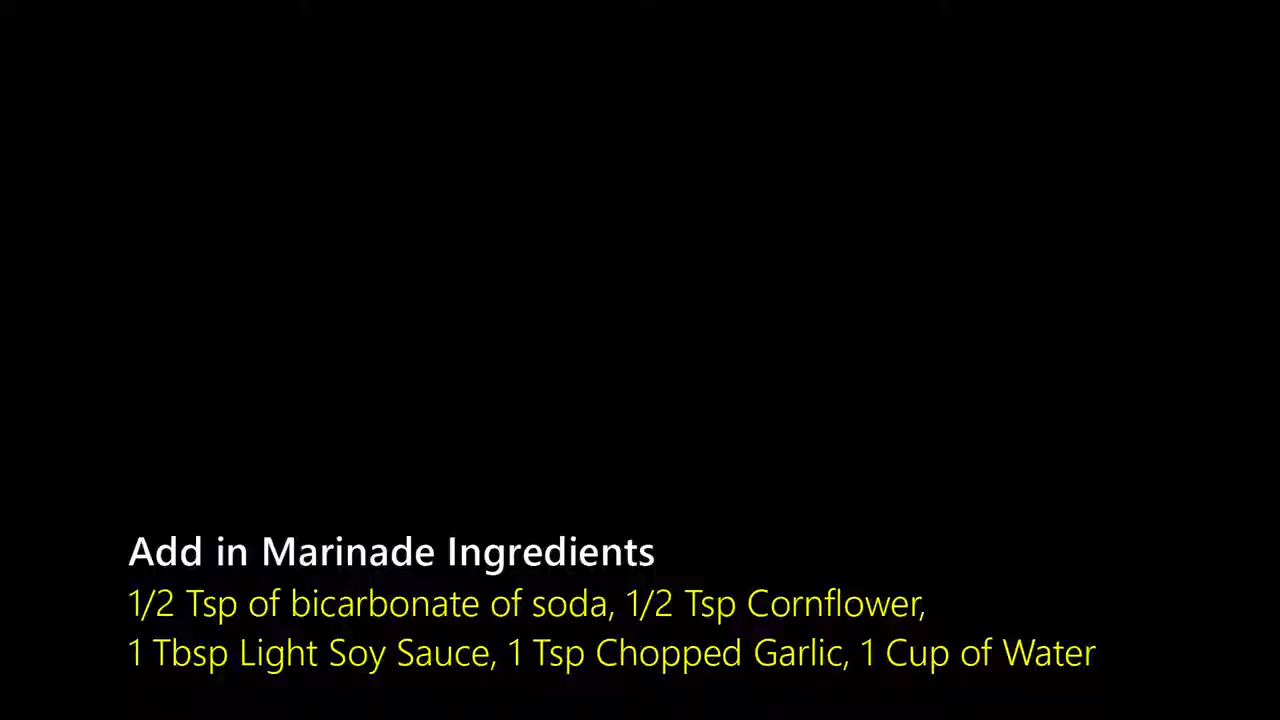 Add in Marinade Ingredients
1/2 Tsp of bicarbonate of soda, 1/2 Tsp Cornflower,
1 Tbsp Light Soy Sauce, 1 Tsp Chopped Garlic, 1 Cup of Water